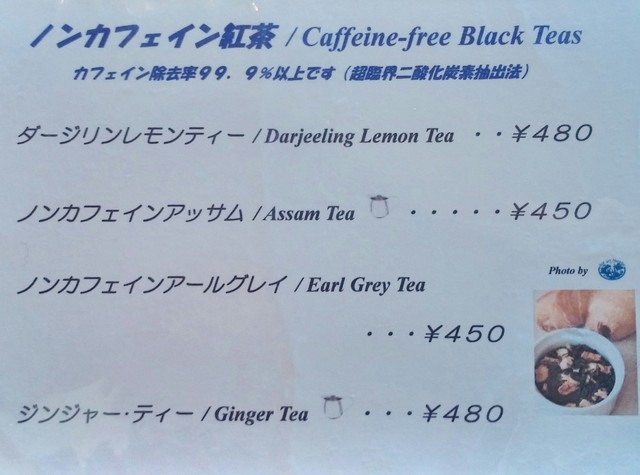 ノンカフェイン紅茶 / Caffeine-free Black Teas
カフェイン除去率９９．９％以上です（超臨界二酸化炭素抽出法）
ダージリンレモンティー / Darjeeling Lemon Tea ・・￥４８０
ノンカフェインアッサム / Assam Tea ・・・・・￥４５０
Photo by
ノンカフェインアールグレイ / Earl Grey Tea
・・・￥４５０
ジンジャー・ティー / Ginger Tea ・・・￥４８０